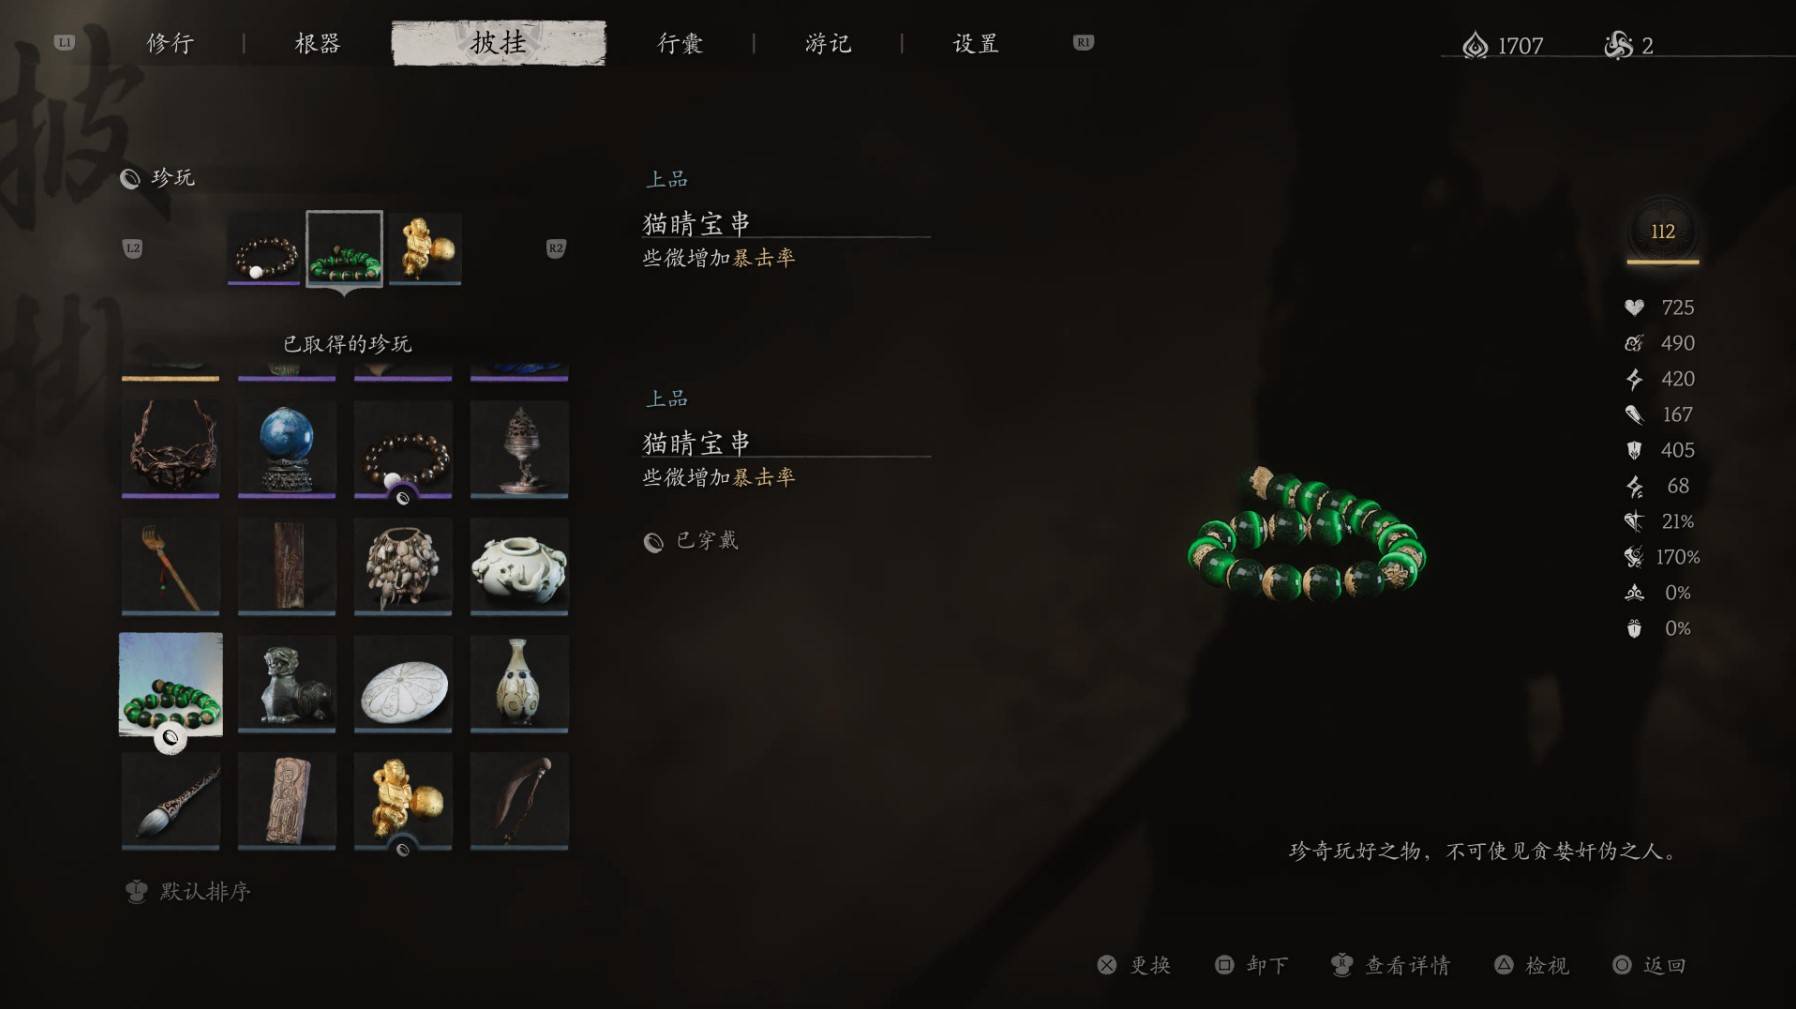 L1 修行 根器 披挂 行囊 游记 设置 R1 1707 2
披挂
珍玩
L2 R2
已取得的珍玩
上品
猫睛宝串
些微增加暴击率
上品
猫睛宝串
些微增加暴击率
已穿戴
112
725
490
420
167
405
68
21%
170%
0%
0%
珍奇玩好之物，不可使见贪婪奸伪之人。
L 默认排序
更换 卸下 R 查看详情 检视 返回